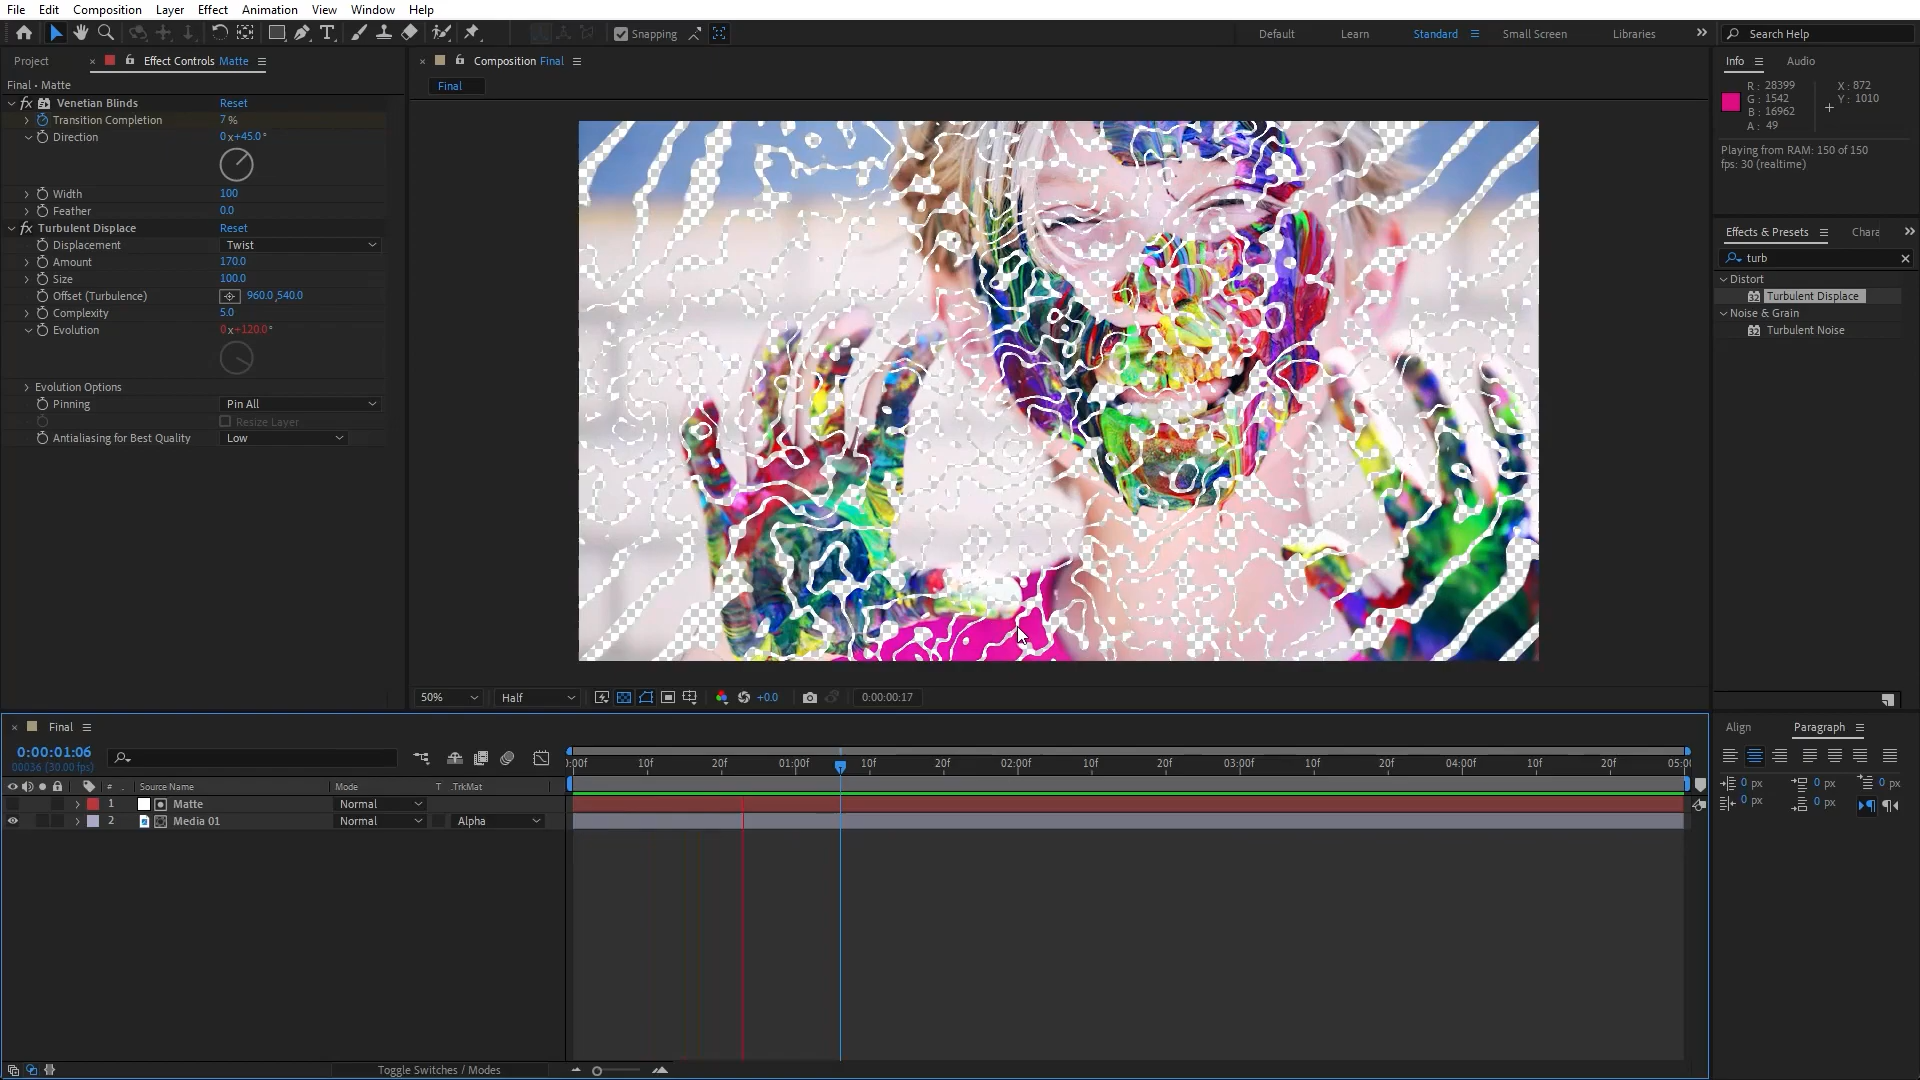 File Edit Composition Layer Effect Animation View Window Help
Snapping Default Learn Standard Small Screen Libraries Search Help
Project Effect Controls Matte
Composition Final
Info Audio
Final • Matte
Final
R : 28399 X : 872
G : 1542 Y : 1010
B : 16962
A : 49
fx Venetian Blinds Reset
Transition Completion 7 %
Direction 0 x+45.0 °
Playing from RAM: 150 of 150
fps: 30 (realtime)
Width 100
Feather 0.0
fx Turbulent Displace Reset
Displacement Twist
Amount 170.0
Size 100.0
Offset (Turbulence) 960.0 ,540.0
Complexity 5.0
Evolution 0 x+120.0 °
Effects & Presets Chara
turb
Distort
32 Turbulent Displace
Noise & Grain
32 Turbulent Noise
Evolution Options
Pinning Pin All
Resize Layer
Antialiasing for Best Quality Low
50% Half +0.0 0:00:00:17
Final
Align Paragraph
0:00:01:06
00036 (30.00 fps)
:00f 10f 20f 01:00f 10f 20f 02:00f 10f 20f 03:00f 10f 20f 04:00f 10f 20f 05:00
# Source Name Mode T .TrkMat
1 Matte Normal
2 Media 01 Normal Alpha
0 px 0 px 0 px
0 px 0 px
Toggle Switches / Modes